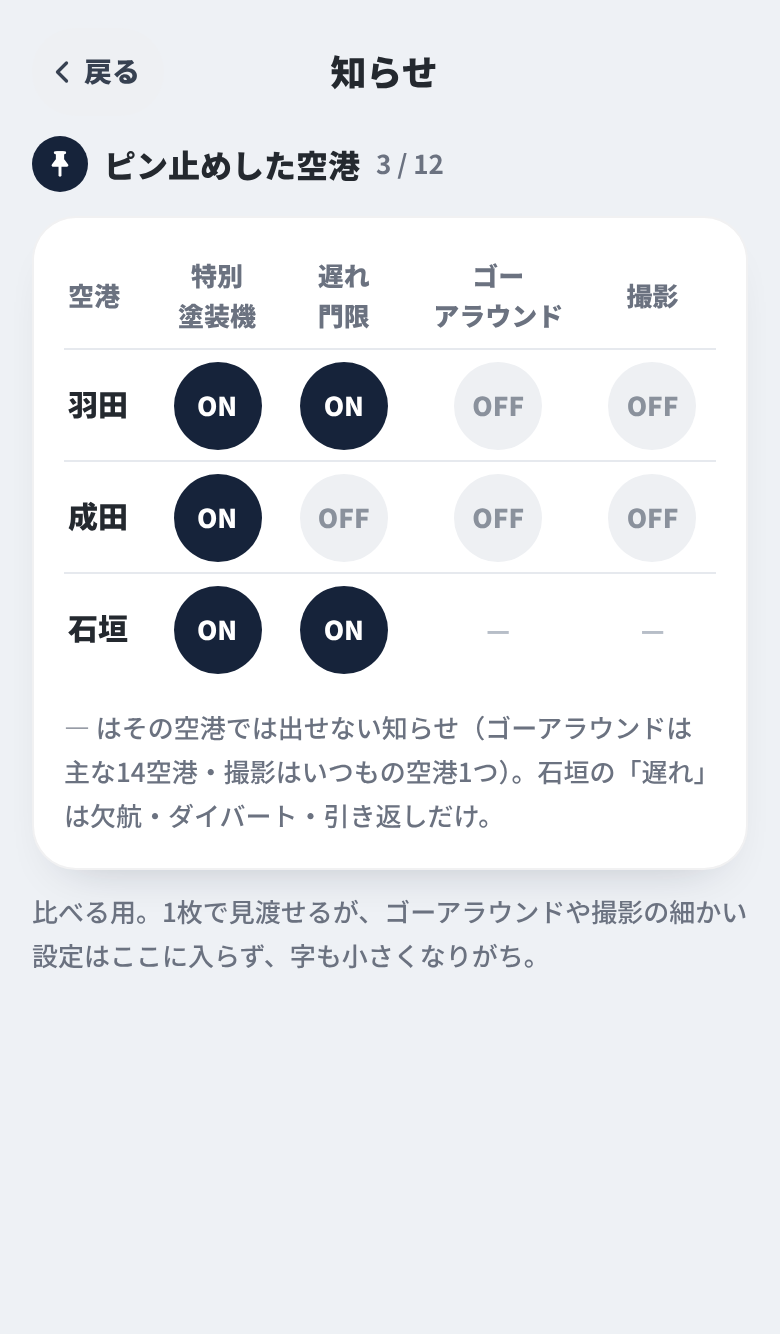 戻る
知らせ
ピン止めした空港 3 / 12
空港 特別塗装機 遅れ門限 ゴーアラウンド 撮影
羽田 ON ON OFF OFF
成田 ON OFF OFF OFF
石垣 ON ON — —
— はその空港では出せない知らせ（ゴーアラウンドは
主な14空港・撮影はいつもの空港1つ）。石垣の「遅れ」
は欠航・ダイバート・引き返しだけ。
比べる用。1枚で見渡せるが、ゴーアラウンドや撮影の細かい
設定はここに入らず、字も小さくなりがち。